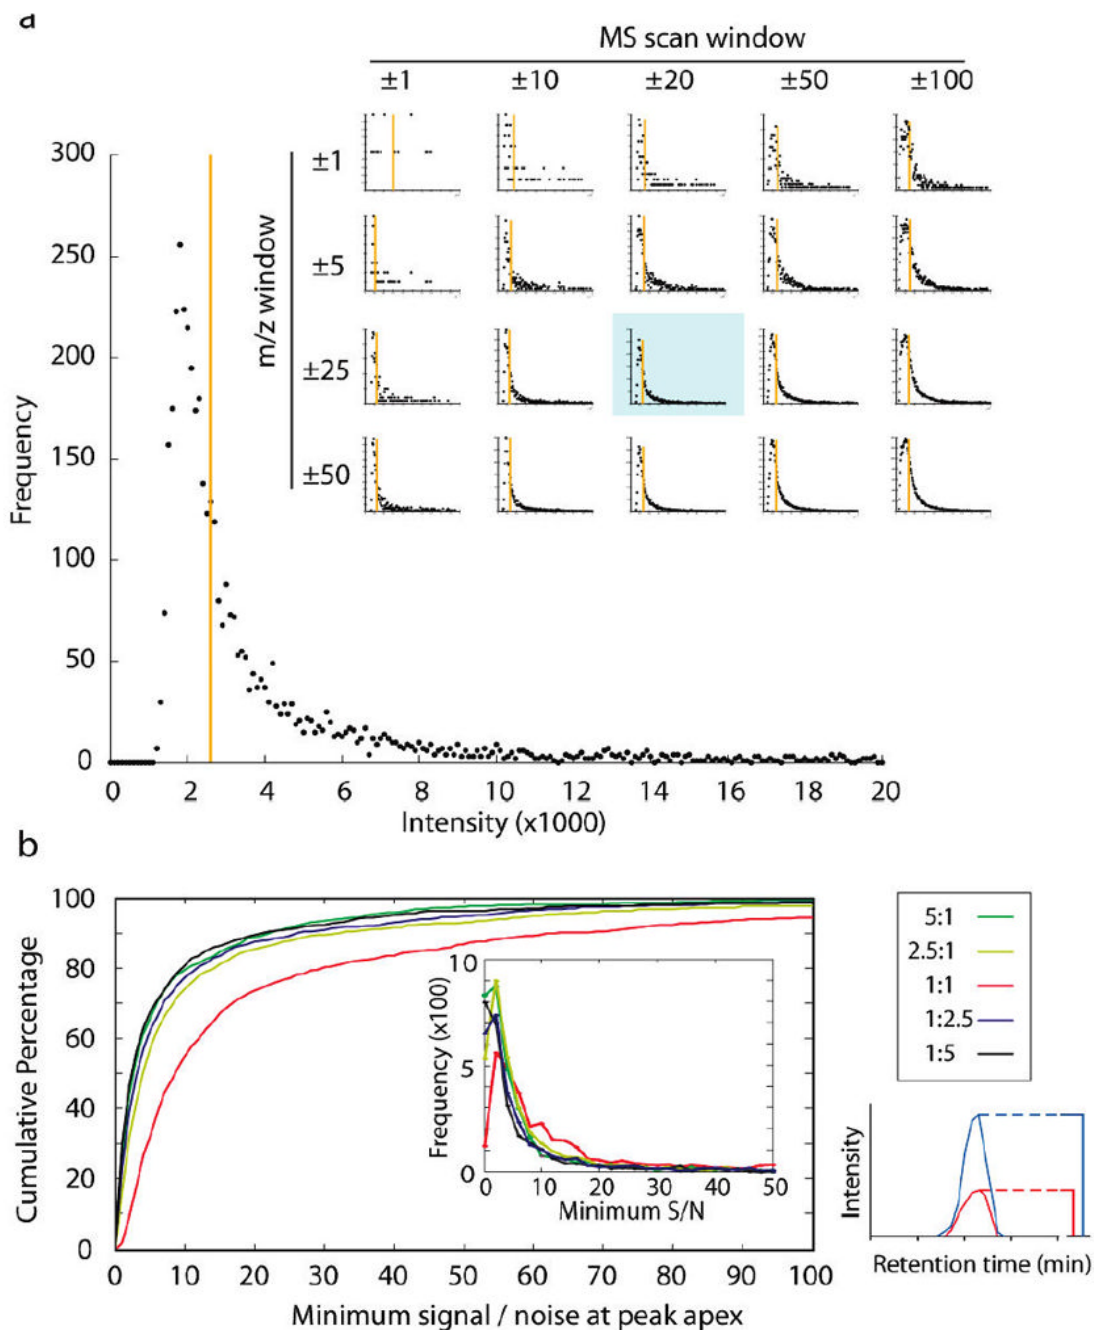 a
MS scan window
±1 ±10 ±20 ±50 ±100
m/z window
±1
±5
±25
±50
Frequency
300
250
200
150
100
50
0
0 2 4 6 8 10 12 14 16 18 20
Intensity (x1000)
b
Cumulative Percentage
100
80
60
40
20
0
0 10 20 30 40 50 60 70 80 90 100
Minimum signal / noise at peak apex
Frequency (x100)
10
5
0
0 10 20 30 40 50
Minimum S/N
5:1
2.5:1
1:1
1:2.5
1:5
Intensity
Retention time (min)